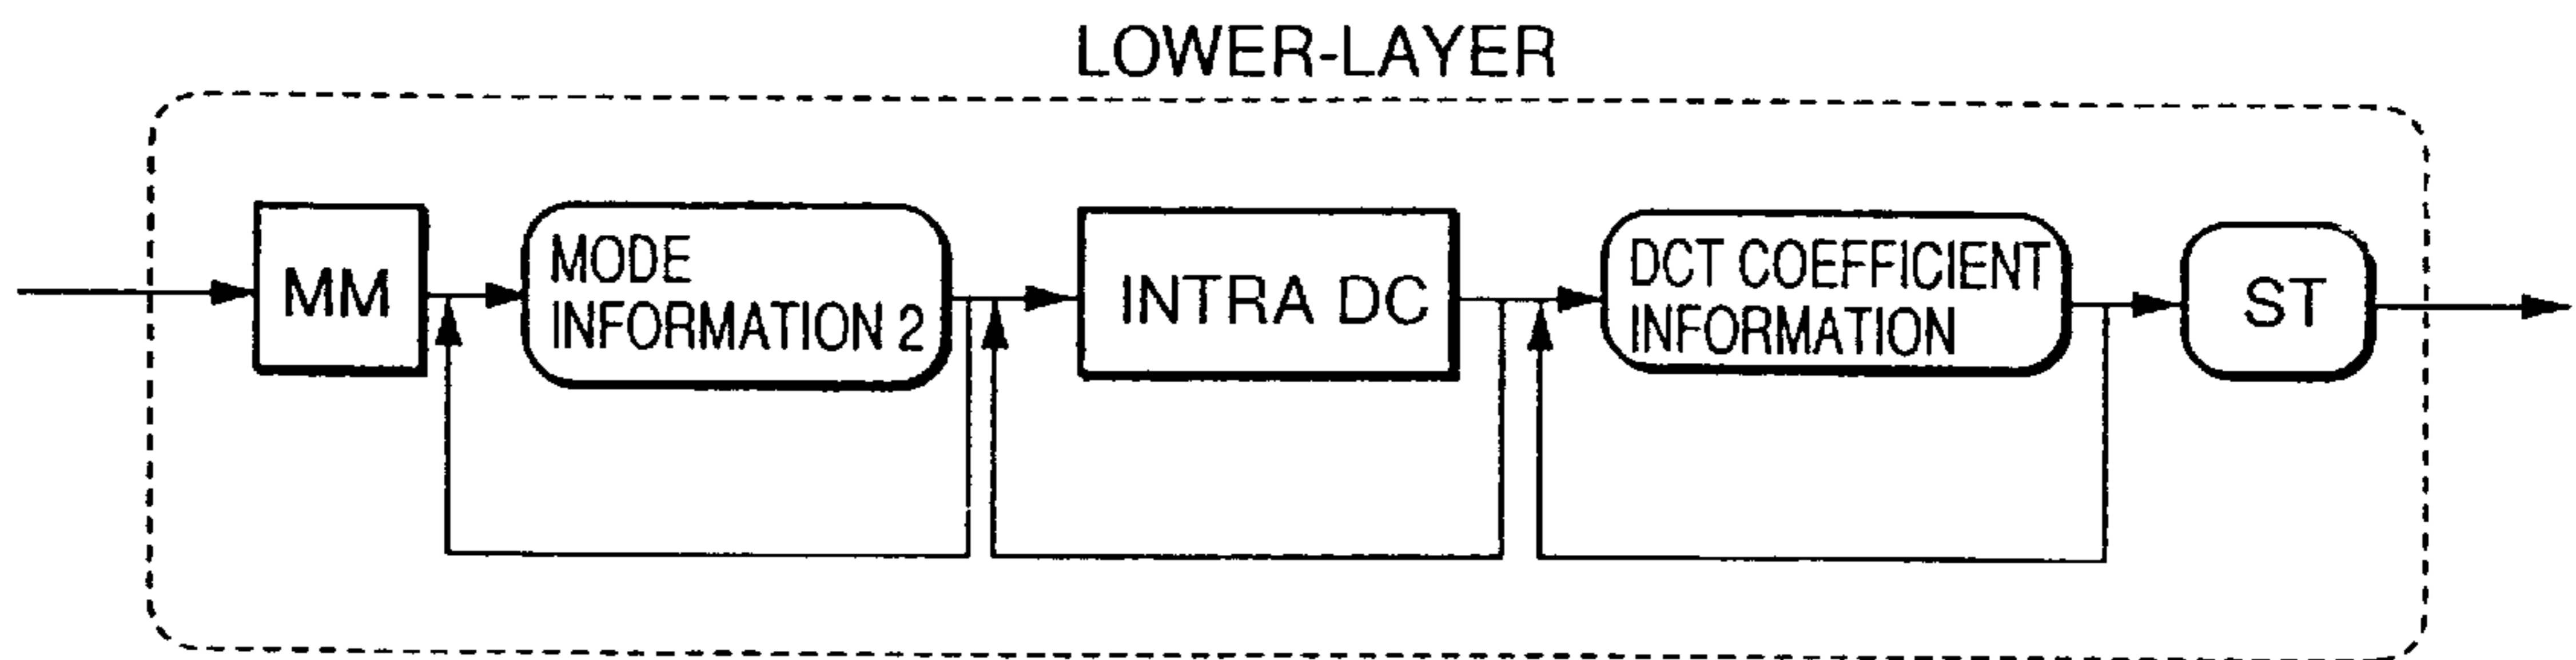 LOWER-LAYER
MM
MODE
INFORMATION 2
INTRA DC
DCT COEFFICIENT
INFORMATION
ST